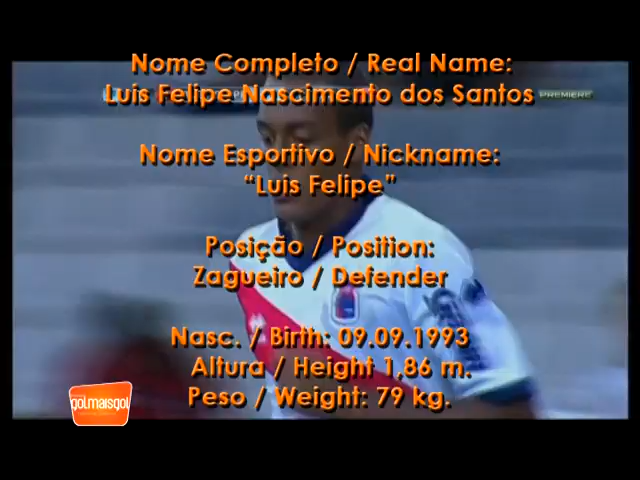 Nome Completo / Real Name:
Luis Felipe Nascimento dos Santos
PREMIERE
Nome Esportivo / Nickname:
“Luis Felipe”
Posição / Position:
Zagueiro / Defender
Nasc. / Birth: 09.09.1993
Altura / Height 1,86 m.
Peso / Weight: 79 kg.
golmaisgol